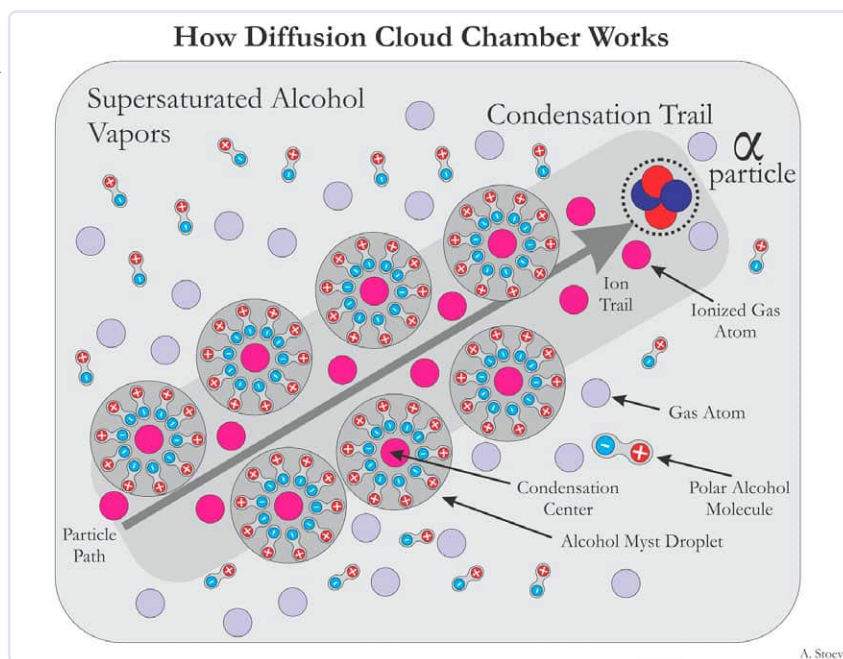 How Diffusion Cloud Chamber Works
Supersaturated Alcohol
Vapors
Condensation Trail
α
particle
Ion
Trail
Ionized Gas
Atom
Gas Atom
Polar Alcohol
Molecule
Condensation
Center
Alcohol Myst Droplet
Particle
Path
A. Stoev